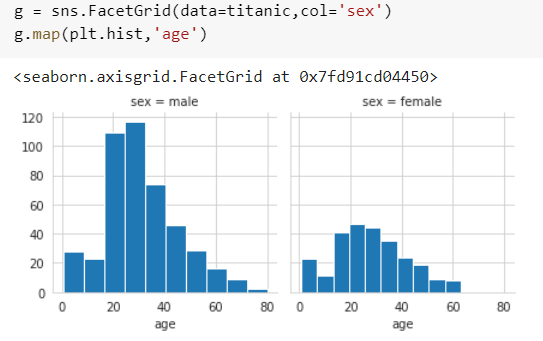 g = sns.FacetGrid(data=titanic,col='sex')
g.map(plt.hist,'age')
<seaborn.axisgrid.FacetGrid at 0x7fd91cd04450>
sex = male
sex = female
120
100
80
60
40
20
0
0 20 40 60 80
0 20 40 60 80
age
age